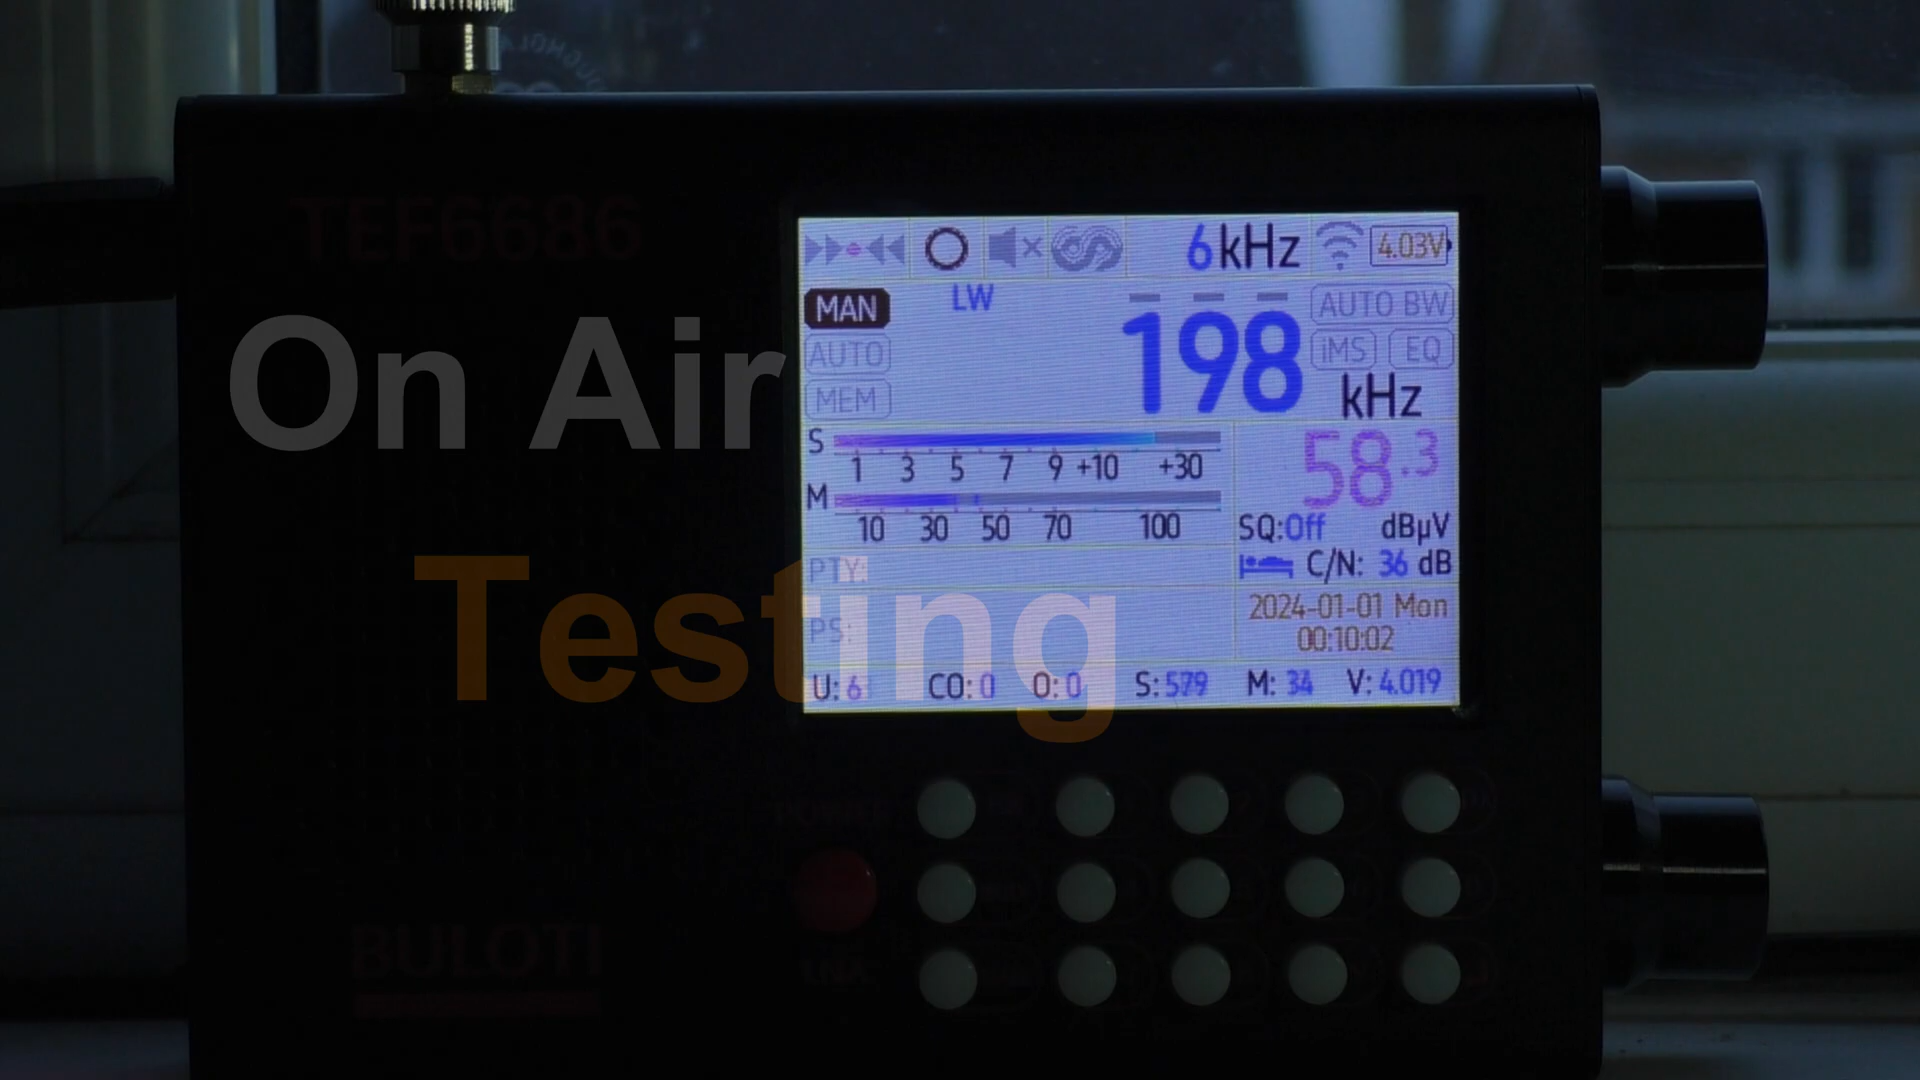 TEF6686
6kHz 4.03V
MAN LW AUTO BW
AUTO 198 iMS EQ
MEM kHz
S 1 3 5 7 9 +10 +30 58.3
M 10 30 50 70 100 SQ:Off dBµV
PTY: C/N: 36 dB
PS: 2024-01-01 Mon
00:10:02
U: 6 CO: 0 O: 0 S: 579 M: 34 V: 4.019
On Air
Testing
BULOTI